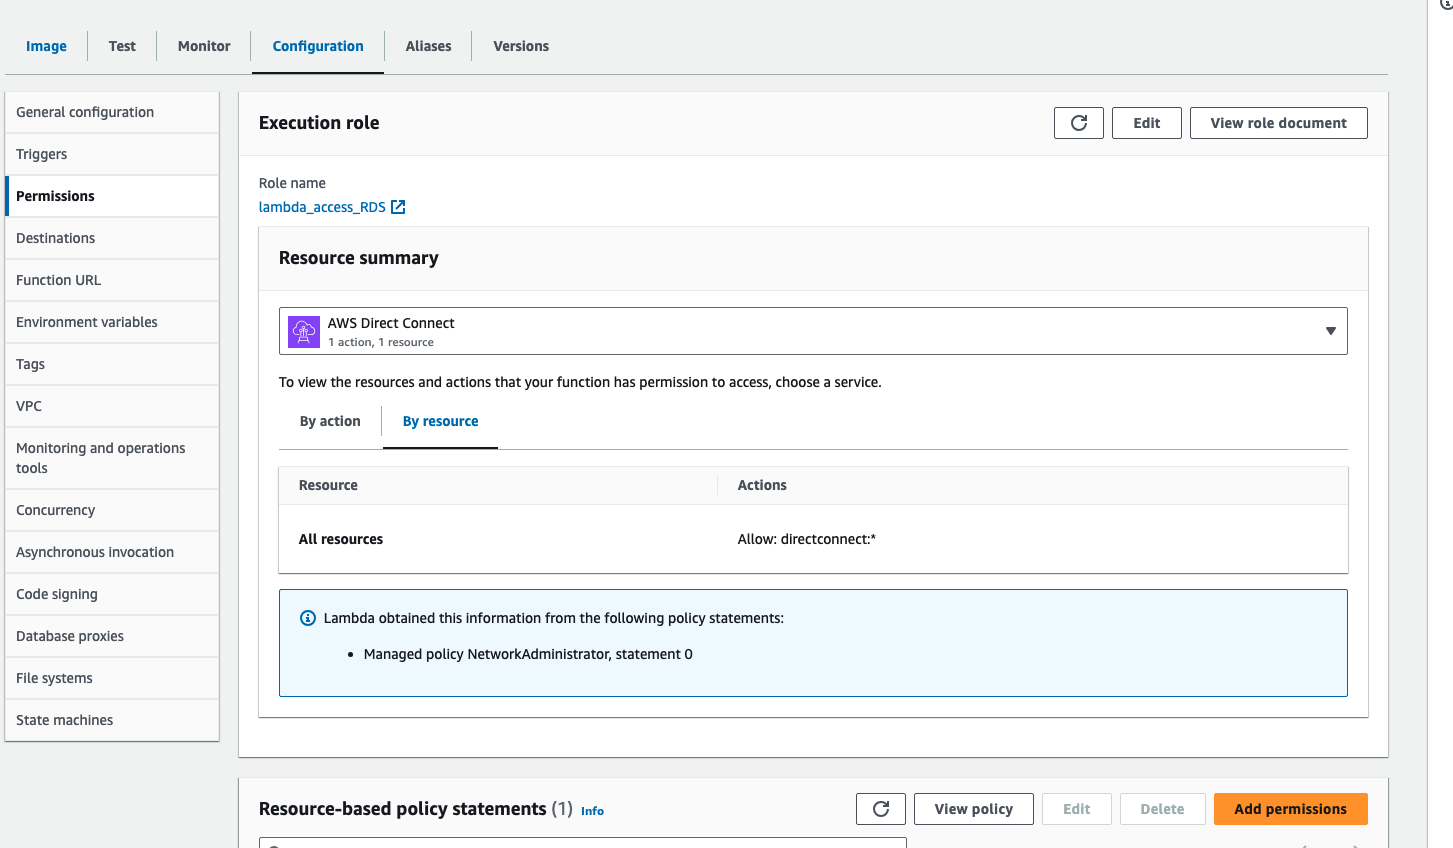 Image
Test
Monitor
Configuration
Aliases
Versions
General configuration
Triggers
Permissions
Destinations
Function URL
Environment variables
Tags
VPC
Monitoring and operations
tools
Concurrency
Asynchronous invocation
Code signing
Database proxies
File systems
State machines
Execution role
Edit
View role document
Role name
lambda_access_RDS
Resource summary
AWS Direct Connect
1 action, 1 resource
To view the resources and actions that your function has permission to access, choose a service.
By action
By resource
Resource
Actions
All resources
Allow: directconnect:*
Lambda obtained this information from the following policy statements:
• Managed policy NetworkAdministrator, statement 0
Resource-based policy statements (1) Info
View policy
Edit
Delete
Add permissions